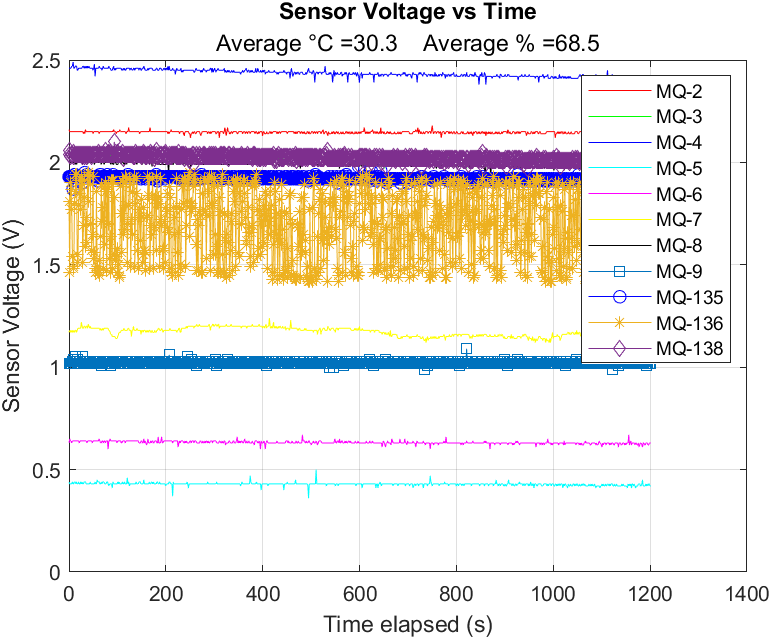 Sensor Voltage vs Time
Average °C =30.3 Average % =68.5
Sensor Voltage (V)
2.5
2
1.5
1
0.5
0
0 200 400 600 800 1000 1200 1400
Time elapsed (s)
MQ-2
MQ-3
MQ-4
MQ-5
MQ-6
MQ-7
MQ-8
MQ-9
MQ-135
MQ-136
MQ-138